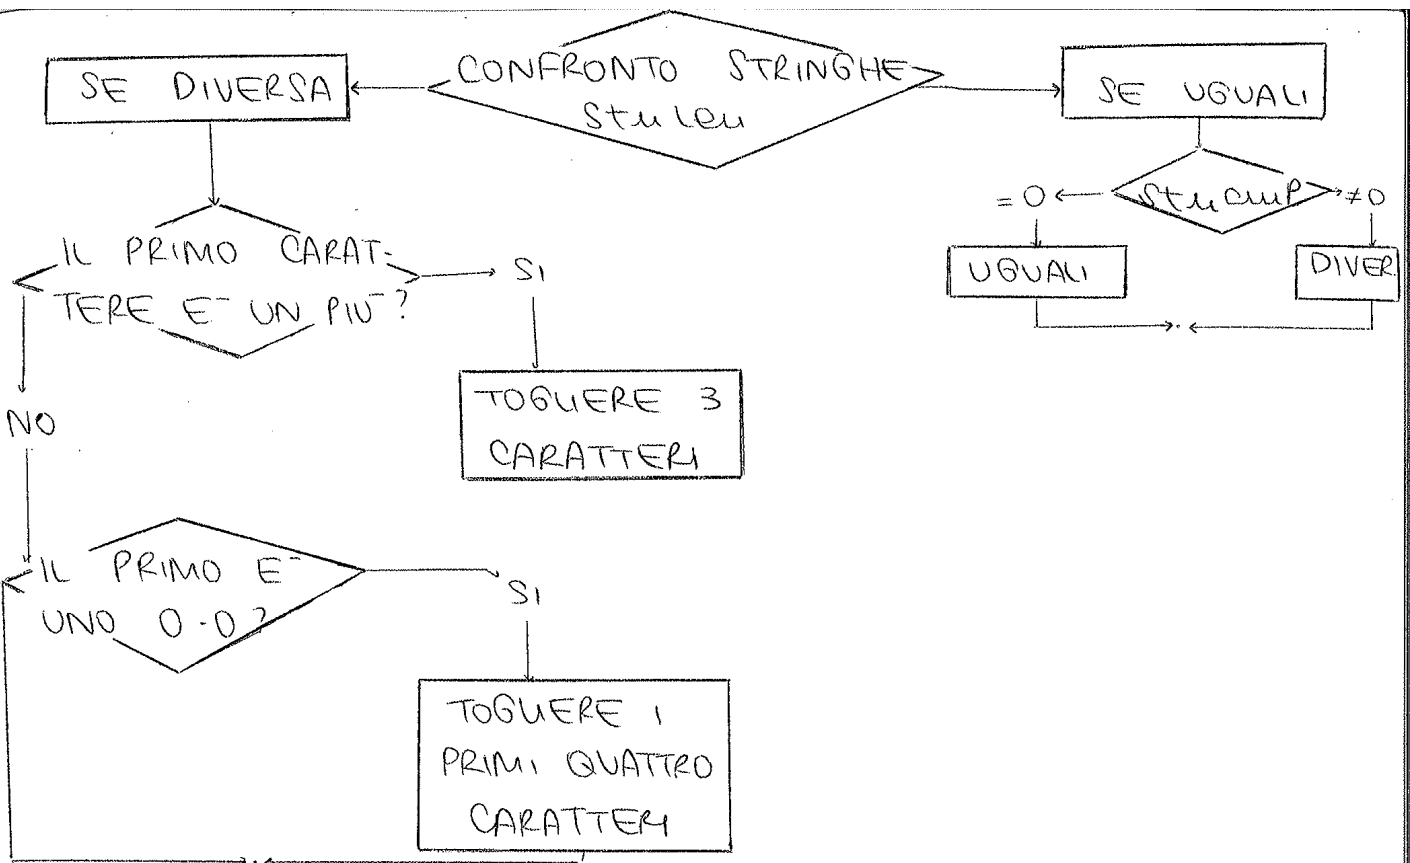 CONFRONTO STRINGHE
strlen
SE DIVERSA
SE UGUALI
strcmp
= 0
≠0
UGUALI
DIVER
IL PRIMO CARAT-
TERE E- UN PIU-?
SI
TOGLIERE 3
CARATTERI
NO
IL PRIMO E-
UNO 0-0?
SI
TOGLIERE I
PRIMI QUATTRO
CARATTERI